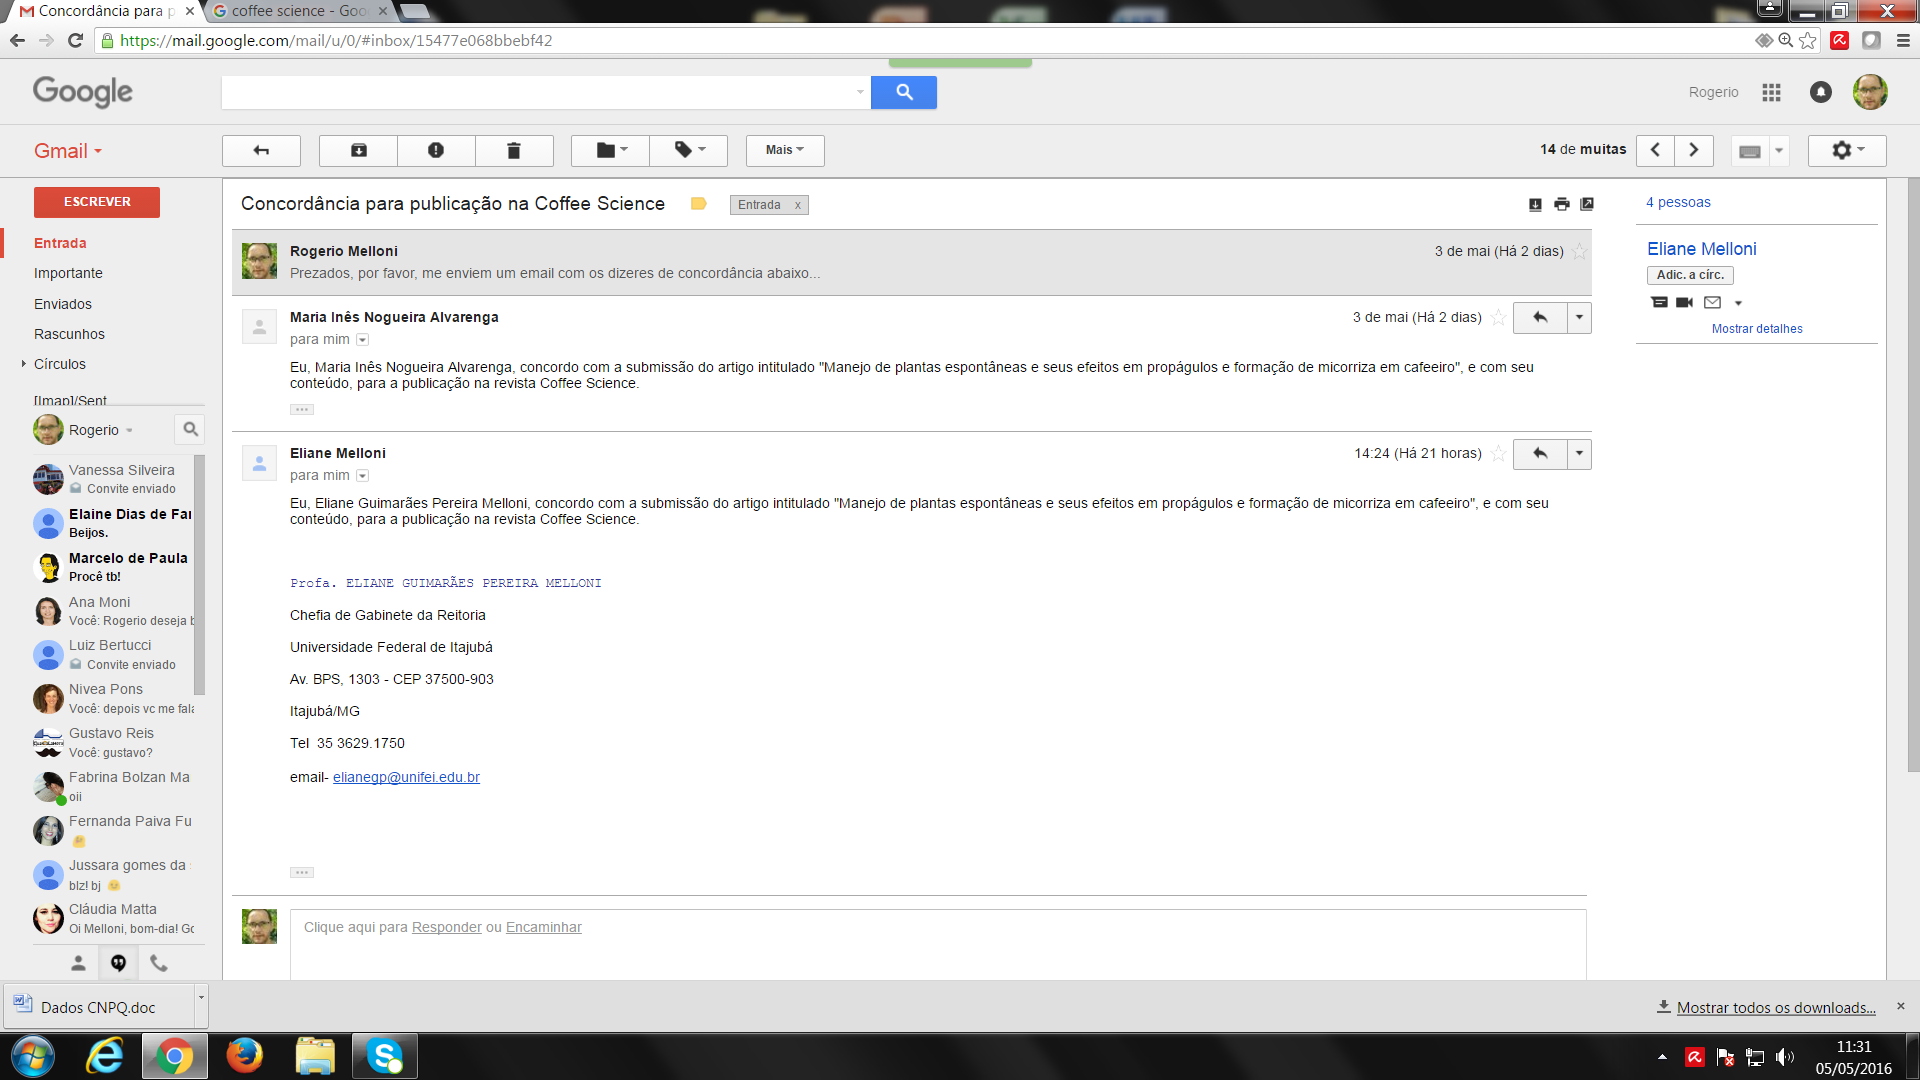 Concordância para p
coffee science - Goo
https://mail.google.com/mail/u/0/#inbox/15477e068bbebf42
Google
Rogerio
Gmail
Mais
14 de muitas
ESCREVER
Entrada
Importante
Enviados
Rascunhos
Círculos
[Imap]/Sent
Rogerio
Vanessa Silveira
Convite enviado
Elaine Dias de Far
Beijos.
Marcelo de Paula
Procê tb!
Ana Moni
Você: Rogerio deseja b
Luiz Bertucci
Convite enviado
Nivea Pons
Você: depois vc me fala
Gustavo Reis
Você: gustavo?
Fabrina Bolzan Ma
oii
Fernanda Paiva Fu
Jussara gomes da
blz! bj
Cláudia Matta
Oi Melloni, bom-dia! Go
Concordância para publicação na Coffee Science
Entrada x
Rogerio Melloni
3 de mai (Há 2 dias)
Prezados, por favor, me enviem um email com os dizeres de concordância abaixo...
Maria Inês Nogueira Alvarenga
3 de mai (Há 2 dias)
para mim
Eu, Maria Inês Nogueira Alvarenga, concordo com a submissão do artigo intitulado "Manejo de plantas espontâneas e seus efeitos em propágulos e formação de micorriza em cafeeiro", e com seu
conteúdo, para a publicação na revista Coffee Science.
Eliane Melloni
14:24 (Há 21 horas)
para mim
Eu, Eliane Guimarães Pereira Melloni, concordo com a submissão do artigo intitulado "Manejo de plantas espontâneas e seus efeitos em propágulos e formação de micorriza em cafeeiro", e com seu
conteúdo, para a publicação na revista Coffee Science.
Profa. ELIANE GUIMARÃES PEREIRA MELLONI
Chefia de Gabinete da Reitoria
Universidade Federal de Itajubá
Av. BPS, 1303 - CEP 37500-903
Itajubá/MG
Tel  35 3629.1750
email- elianegp@unifei.edu.br
Clique aqui para Responder ou Encaminhar
4 pessoas
Eliane Melloni
Adic. a círc.
Mostrar detalhes
Dados CNPQ.doc
Mostrar todos os downloads...
11:31
05/05/2016